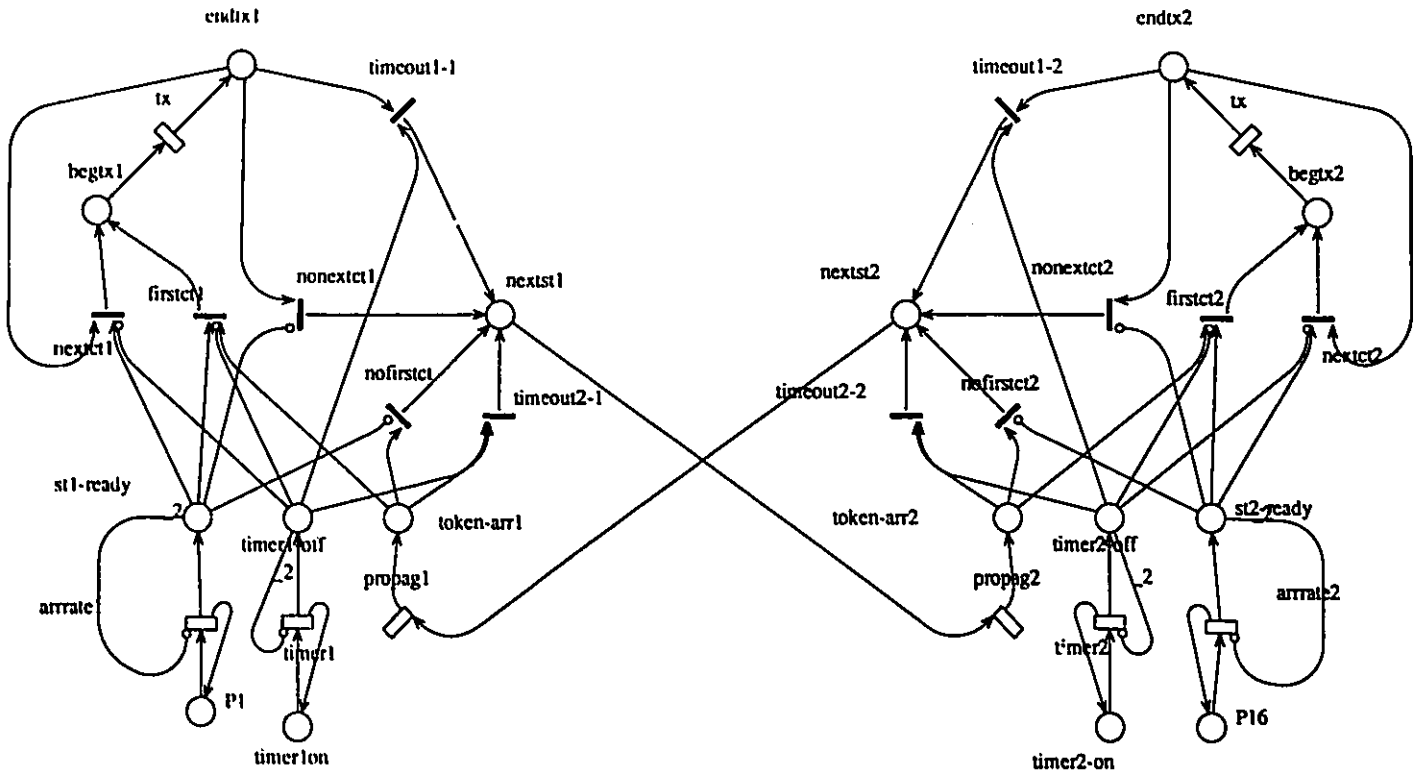 endtx1
endtx2
timeout1-1
timeout1-2
tx
tx
begtx1
begtx2
nonextct1
nextst1
nextst2
nonextct2
firstct1
firstct2
nextct1
nextct2
nofirstct
timeout2-1
timeout2-2
nofirstct2
st1-ready
_2
token-arr1
token-arr2
st2-ready
timer1-off
timer2-off
_2
_2
propag1
propag2
arrrate
arrrate2
timer1
timer2
P1
P16
timer1on
timer2-on